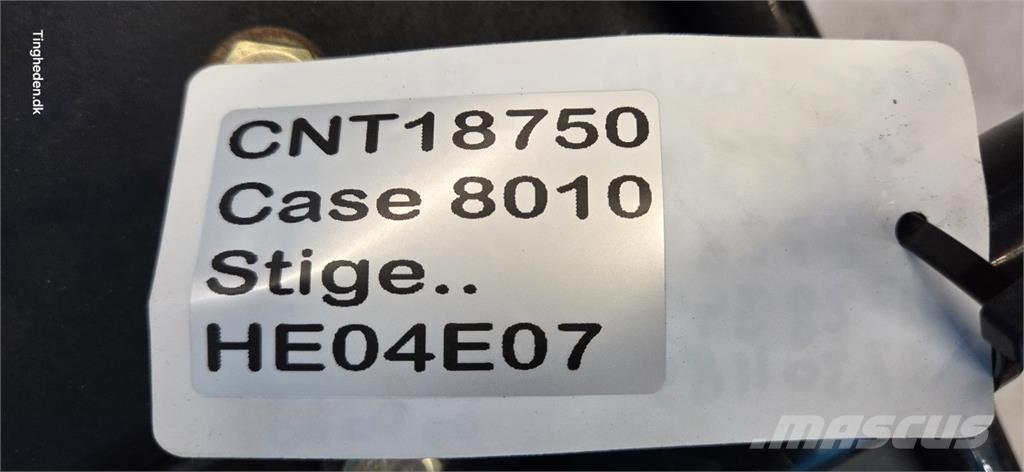 Tingheden.dk
CNT18750
Case 8010
Stige..
HE04E07
MASCUS